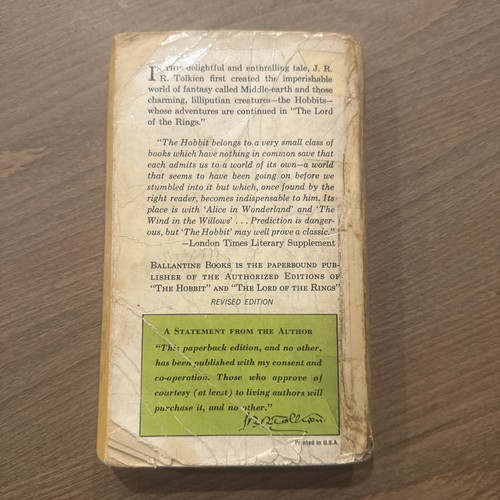 IN THIS delightful and enthralling tale, J. R.
R. Tolkien first created the imperishable
world of fantasy called Middle-earth and those
charming, lilliputian creatures—the Hobbits—
whose adventures are continued in "The Lord
of the Rings."
"The Hobbit belongs to a very small class of
books which have nothing in common save that
each admits us to a world of its own—a world
that seems to have been going on before we
stumbled into it but which, once found by the
right reader, becomes indispensable to him. Its
place is with 'Alice in Wonderland' and 'The
Wind in the Willows' . . . Prediction is danger-
ous, but 'The Hobbit' may well prove a classic."
—London Times Literary Supplement
BALLANTINE BOOKS IS THE PAPERBOUND PUB-
LISHER OF THE AUTHORIZED EDITIONS OF
"THE HOBBIT" AND "THE LORD OF THE RINGS"
REVISED EDITION
A STATEMENT FROM THE AUTHOR
"This paperback edition, and no other,
has been published with my consent and
co-operation. Those who approve of
courtesy (at least) to living authors will
purchase it, and no other."
JRRTolkien
Printed in U.S.A.